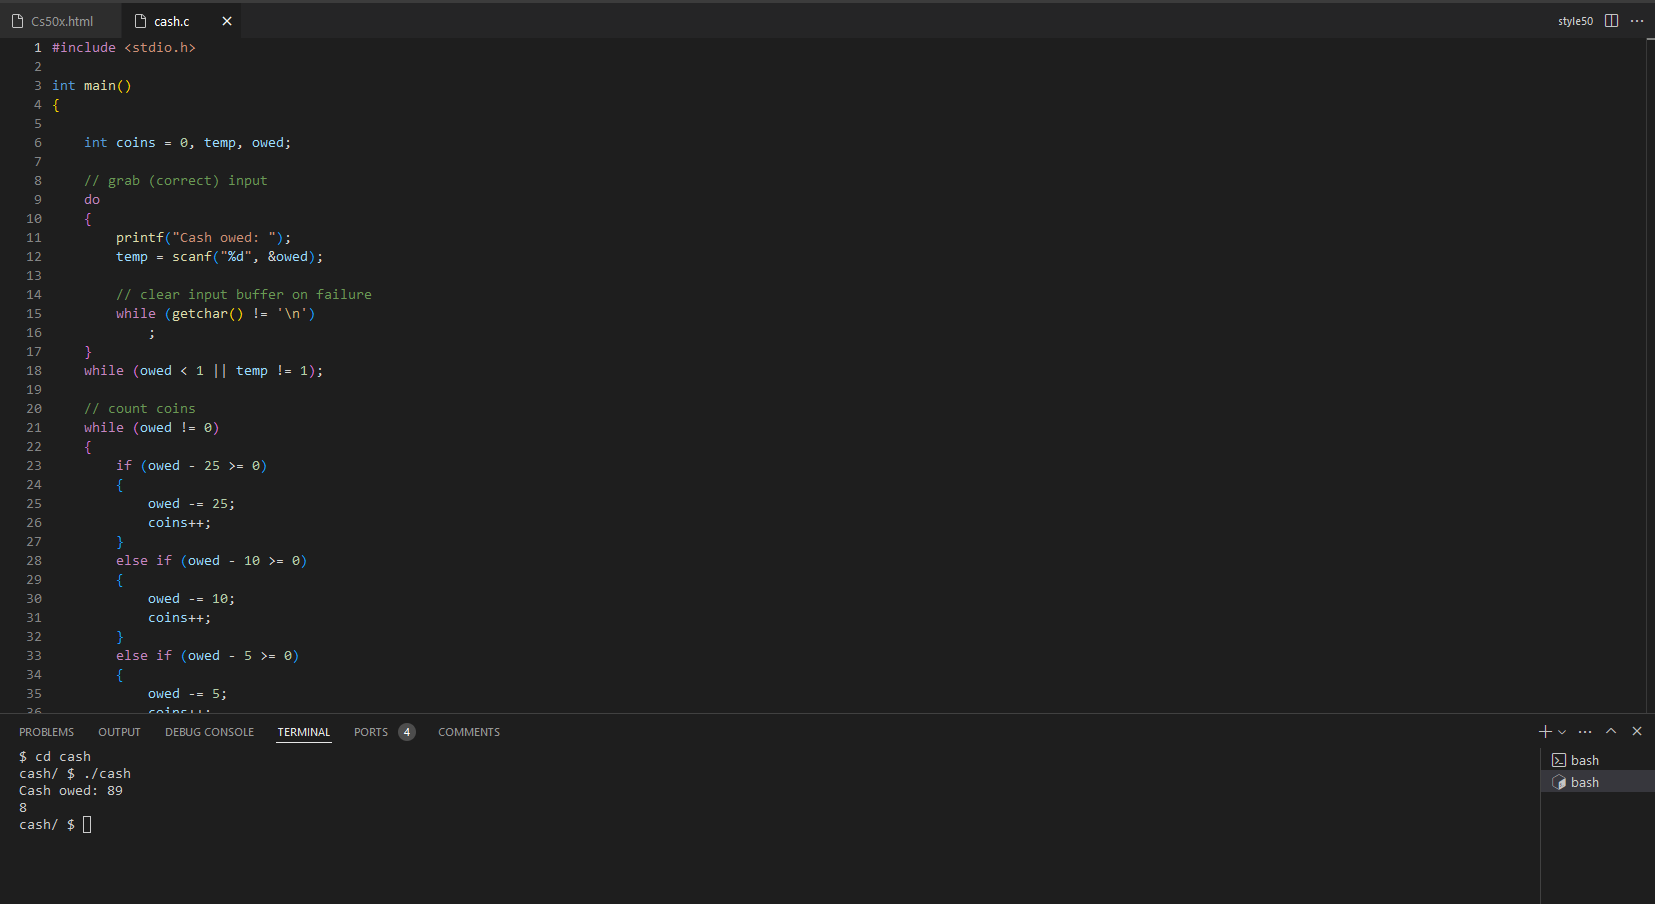 Cs50x.html cash.c style50
1 #include <stdio.h>
2
3 int main()
4 {
5
6 int coins = 0, temp, owed;
7
8 // grab (correct) input
9 do
10 {
11 printf("Cash owed: ");
12 temp = scanf("%d", &owed);
13
14 // clear input buffer on failure
15 while (getchar() != '\n')
16 ;
17 }
18 while (owed < 1 || temp != 1);
19
20 // count coins
21 while (owed != 0)
22 {
23 if (owed - 25 >= 0)
24 {
25 owed -= 25;
26 coins++;
27 }
28 else if (owed - 10 >= 0)
29 {
30 owed -= 10;
31 coins++;
32 }
33 else if (owed - 5 >= 0)
34 {
35 owed -= 5;
36 coins++;
PROBLEMS OUTPUT DEBUG CONSOLE TERMINAL PORTS 4 COMMENTS
$ cd cash
cash/ $ ./cash
Cash owed: 89
8
cash/ $
bash
bash